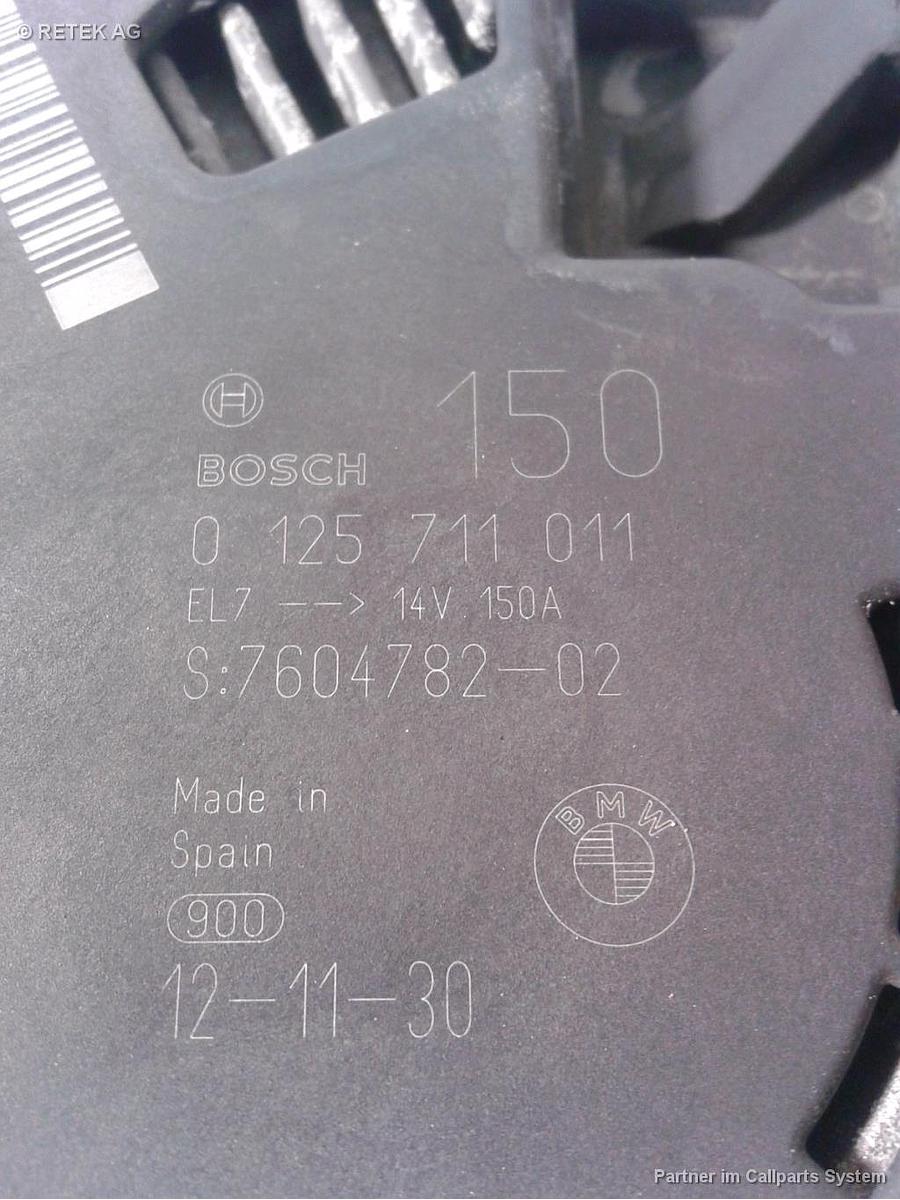 © RETEK AG
150
BOSCH
0 125 711 011
EL7 --> 14V 150A
S:7604782-02
Made in
Spain
900
BMW
12-11-30
Partner im Callparts System